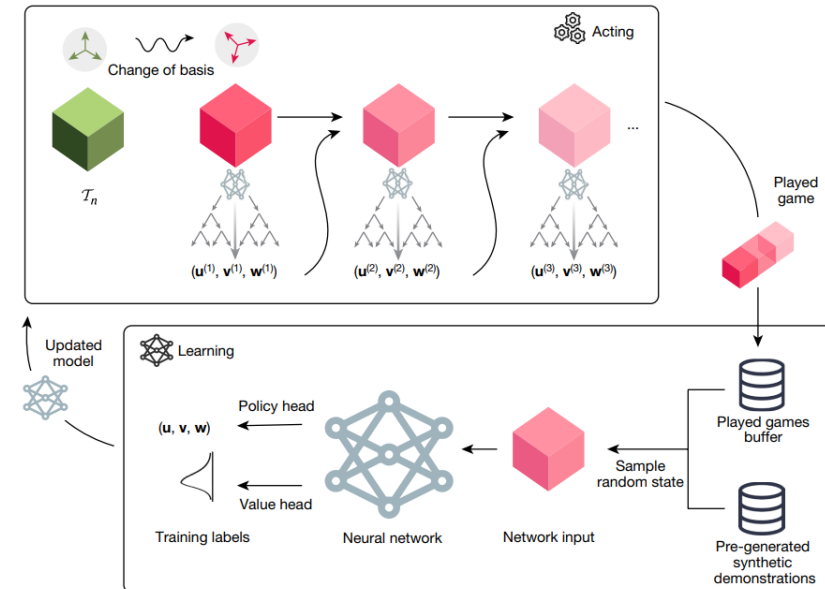 Acting
Change of basis
𝒯ₙ
...
(u⁽¹⁾, v⁽¹⁾, w⁽¹⁾)
(u⁽²⁾, v⁽²⁾, w⁽²⁾)
(u⁽³⁾, v⁽³⁾, w⁽³⁾)
Played
game
Updated
model
Learning
Policy head
(u, v, w)
Value head
Training labels
Neural network
Network input
Sample
random state
Played games
buffer
Pre-generated
synthetic
demonstrations